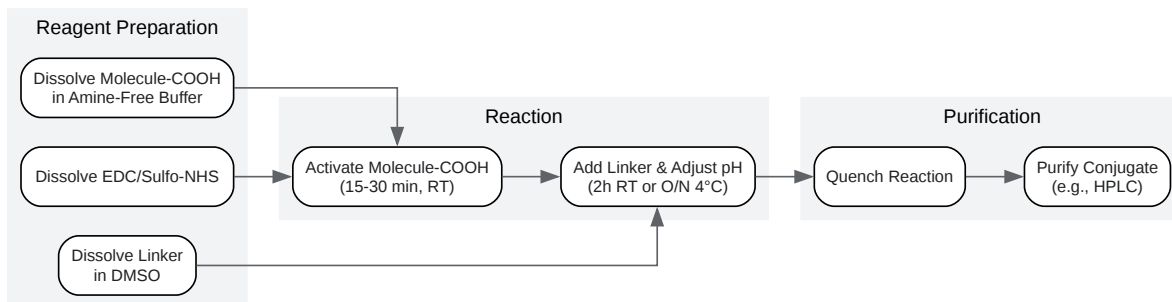 Reagent Preparation
Dissolve Molecule-COOH
in Amine-Free Buffer
Dissolve EDC/Sulfo-NHS
Dissolve Linker
in DMSO
Reaction
Activate Molecule-COOH
(15-30 min, RT)
Add Linker & Adjust pH
(2h RT or O/N 4°C)
Purification
Quench Reaction
Purify Conjugate
(e.g., HPLC)